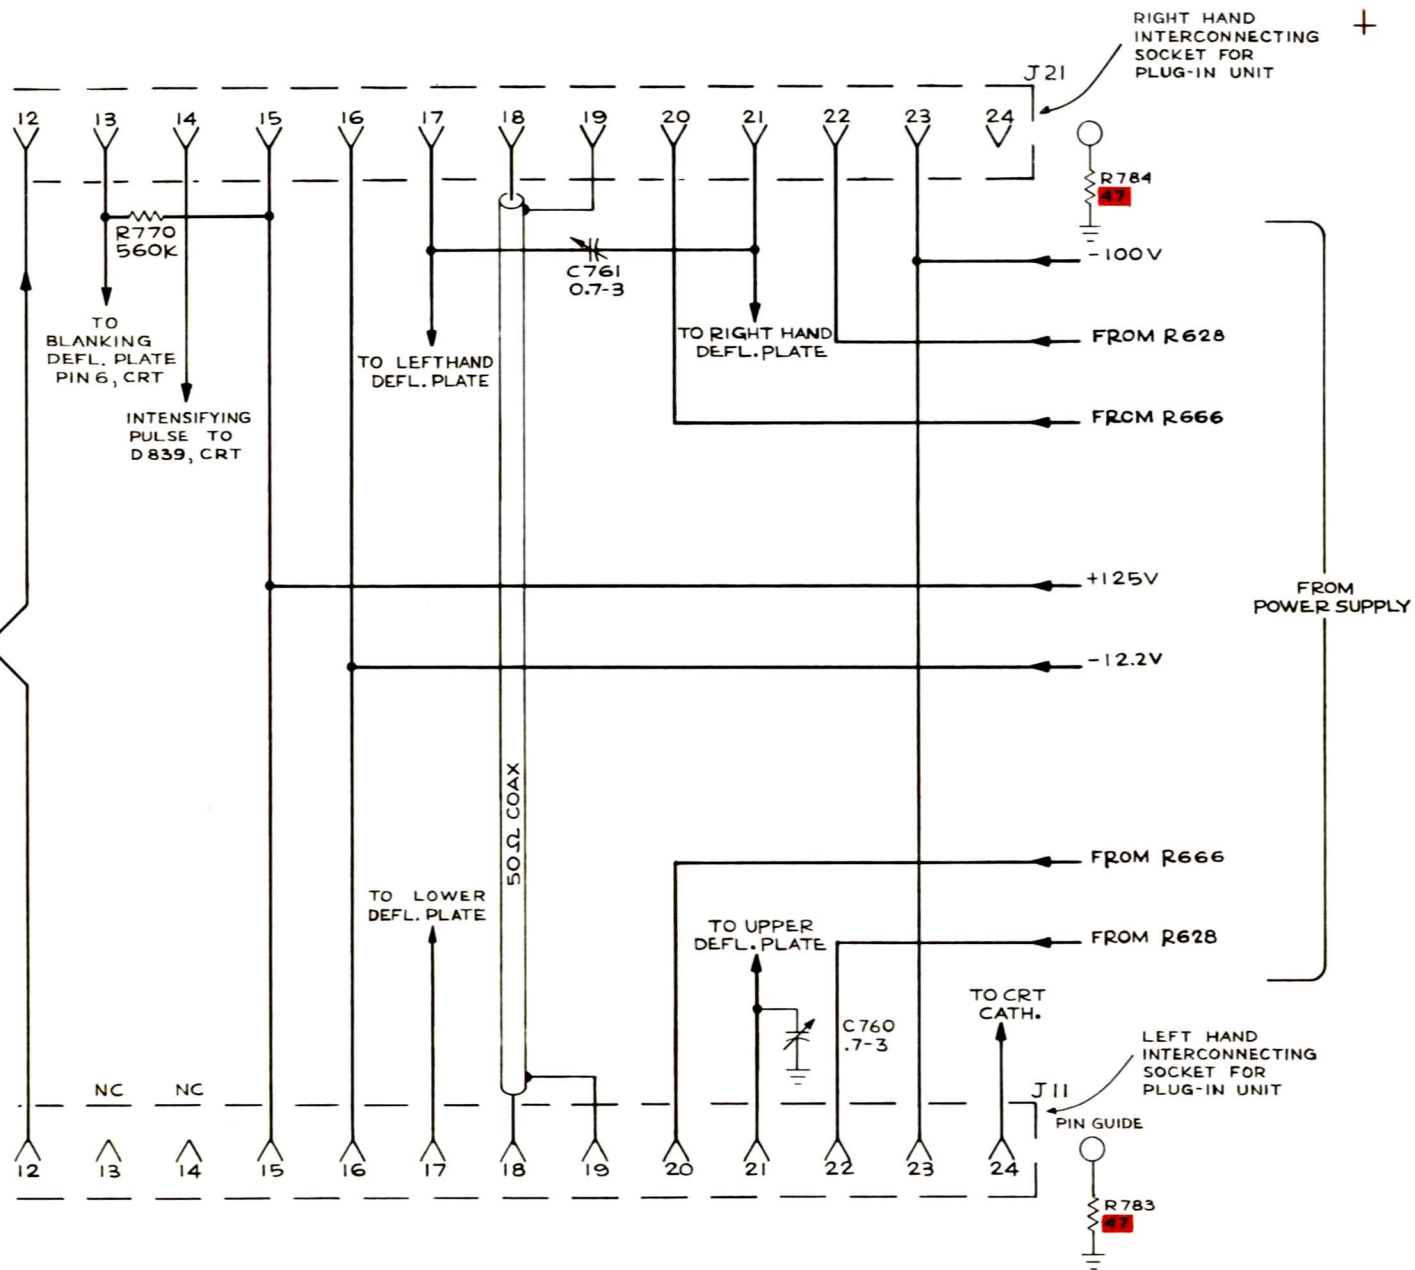 RIGHT HAND
INTERCONNECTING
SOCKET FOR
PLUG-IN UNIT
J21
12 13 14 15 16 17 18 19 20 21 22 23 24
R784
47
R770
560K
C761
0.7-3
-100V
TO
BLANKING
DEFL. PLATE
PIN 6, CRT
TO LEFT HAND
DEFL. PLATE
TO RIGHT HAND
DEFL. PLATE
FROM R628
INTENSIFYING
PULSE TO
D839, CRT
FROM R666
+125V
FROM
POWER SUPPLY
-12.2V
50Ω COAX
FROM R666
TO LOWER
DEFL. PLATE
TO UPPER
DEFL. PLATE
FROM R628
TO CRT
CATH.
C760
.7-3
LEFT HAND
INTERCONNECTING
SOCKET FOR
PLUG-IN UNIT
NC NC
J11
PIN GUIDE
12 13 14 15 16 17 18 19 20 21 22 23 24
R783
47